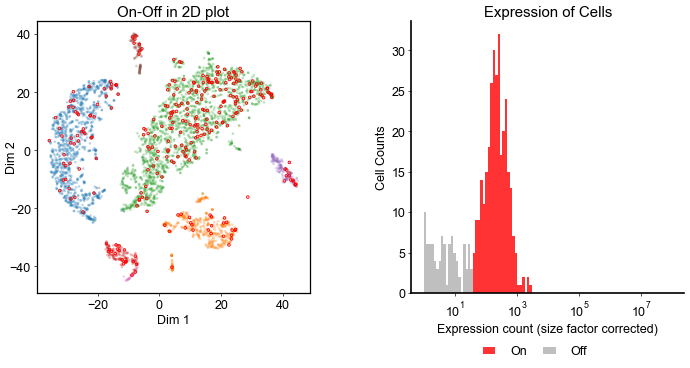 On-Off in 2D plot
40
20
0
−20
−40
Dim 2
−20
0
20
40
Dim 1
Expression of Cells
30
25
20
15
10
5
0
Cell Counts
10^1
10^3
10^5
10^7
Expression count (size factor corrected)
On
Off